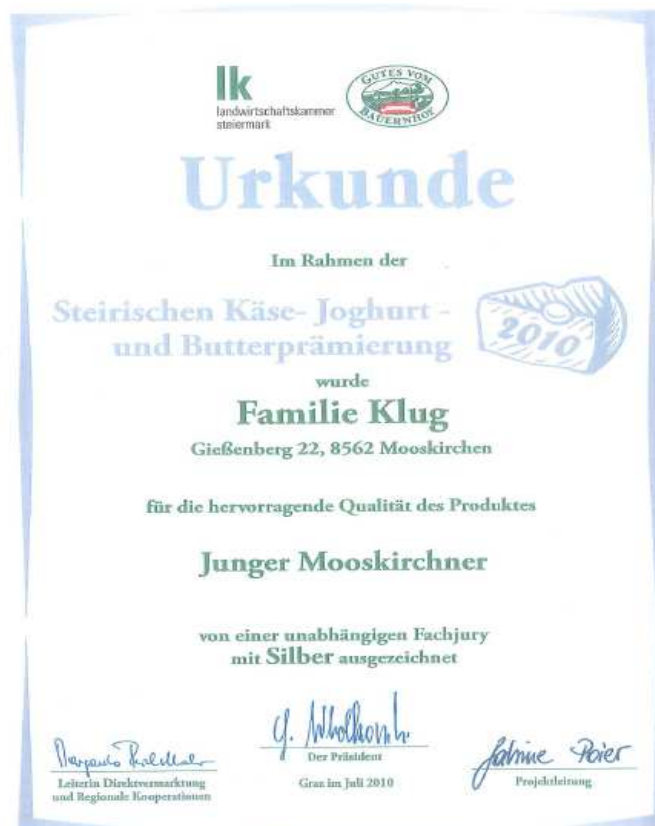 lk
landwirtschaftskammer
steiermark
GUTES VOM
BAUERNHOF
Urkunde
Im Rahmen der
Steirischen Käse- Joghurt -
und Butterprämierung
2010
wurde
Familie Klug
Gießenberg 22, 8562 Mooskirchen
für die hervorragende Qualität des Produktes
Junger Mooskirchner
von einer unabhängigen Fachjury
mit Silber ausgezeichnet
Der Präsident
Leiterin Direktvermarktung
und Regionale Kooperationen
Graz im Juli 2010
Sabine Poier
Projektleitung